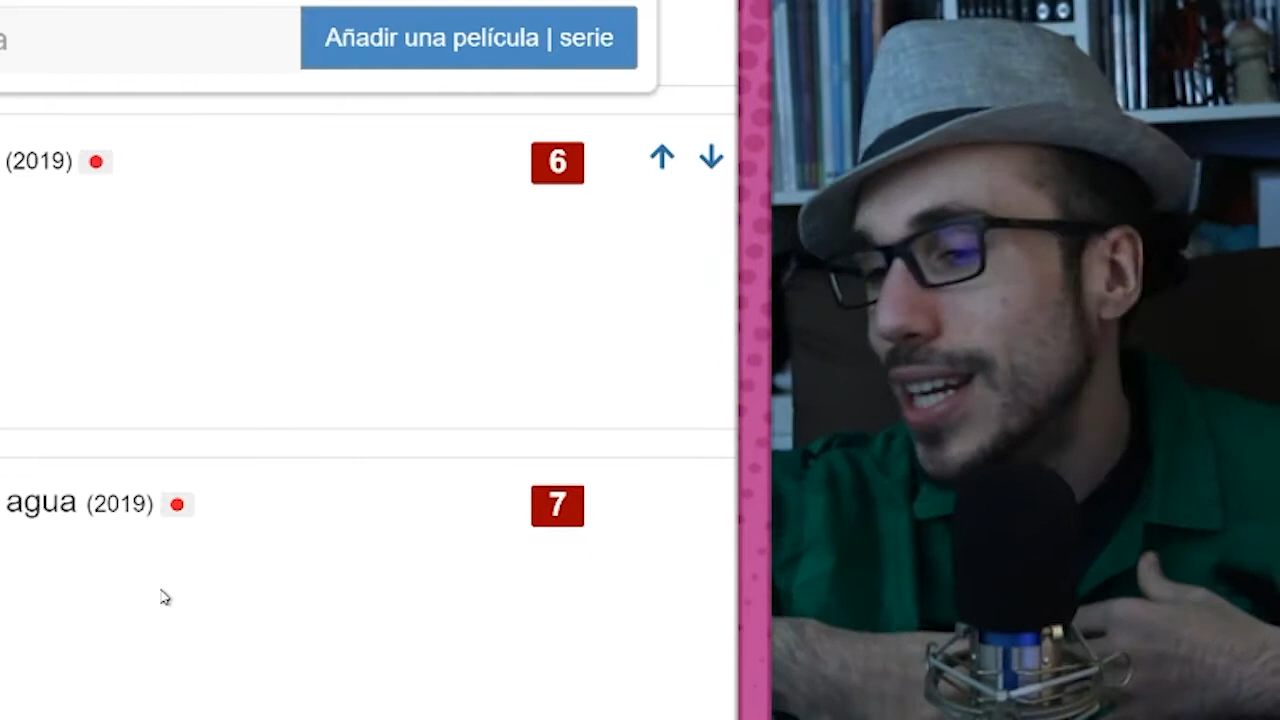 a
Añadir una película | serie
(2019)
6
agua (2019)
7